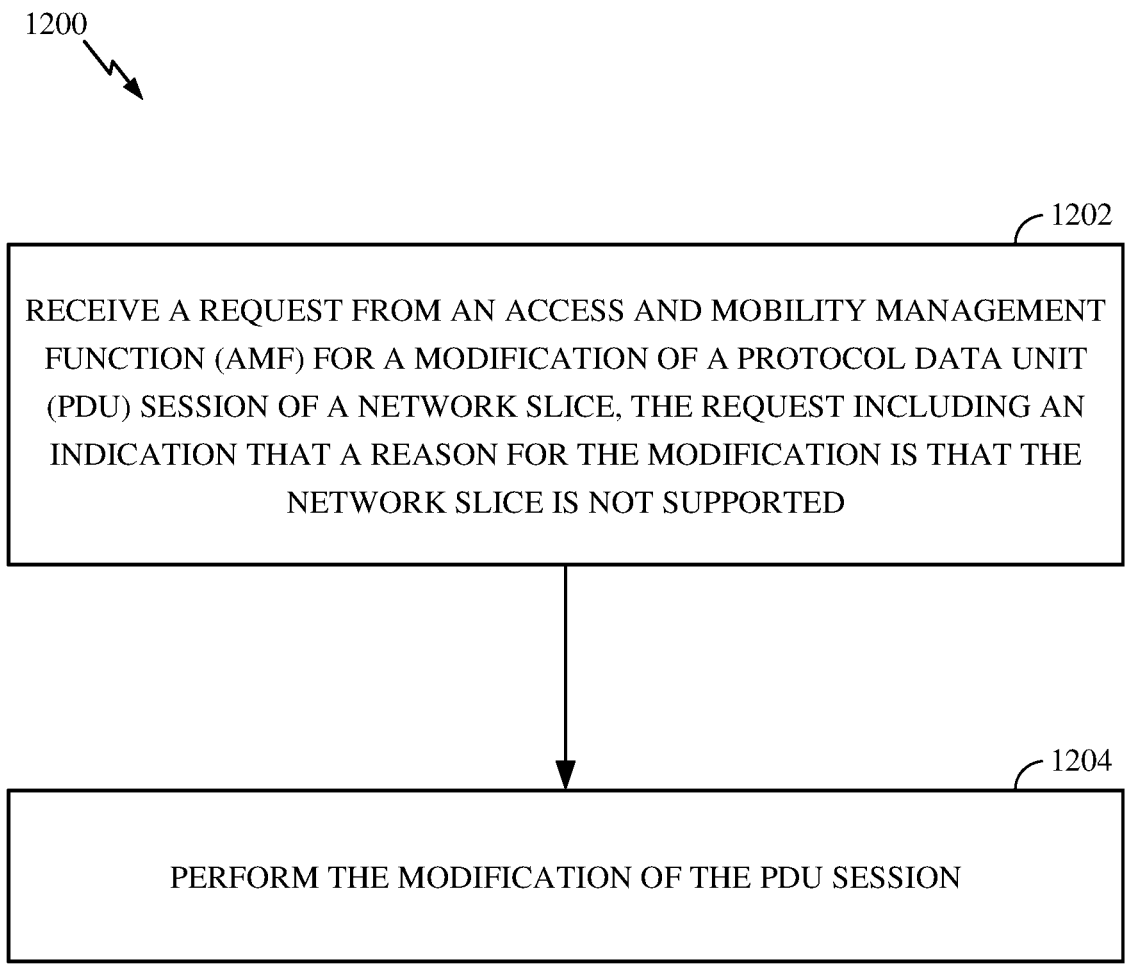 1200
1202
RECEIVE A REQUEST FROM AN ACCESS AND MOBILITY MANAGEMENT
FUNCTION (AMF) FOR A MODIFICATION OF A PROTOCOL DATA UNIT
(PDU) SESSION OF A NETWORK SLICE, THE REQUEST INCLUDING AN
INDICATION THAT A REASON FOR THE MODIFICATION IS THAT THE
NETWORK SLICE IS NOT SUPPORTED
1204
PERFORM THE MODIFICATION OF THE PDU SESSION